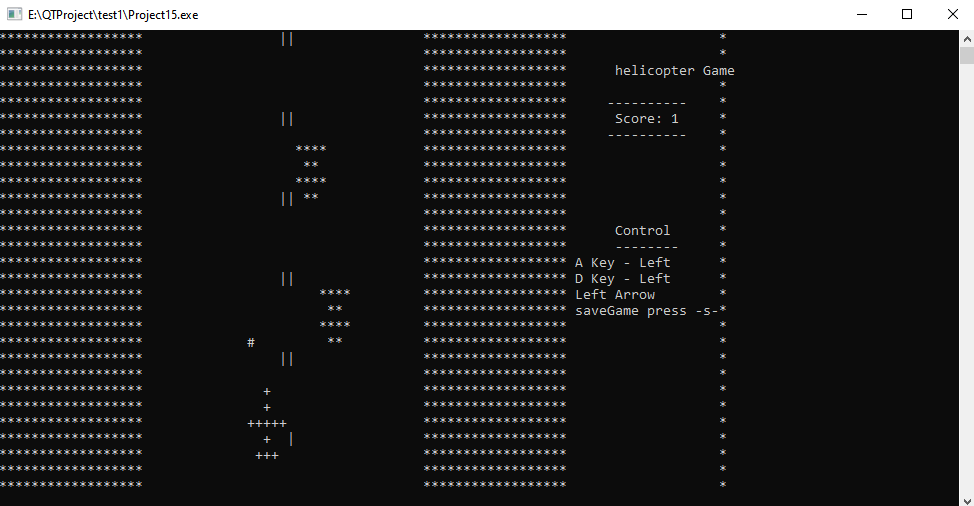 E:\QTProject\test1\Project15.exe
helicopter Game
----------
Score: 1
----------
Control
--------
A Key - Left
D Key - Left
Left Arrow
saveGame press -s-